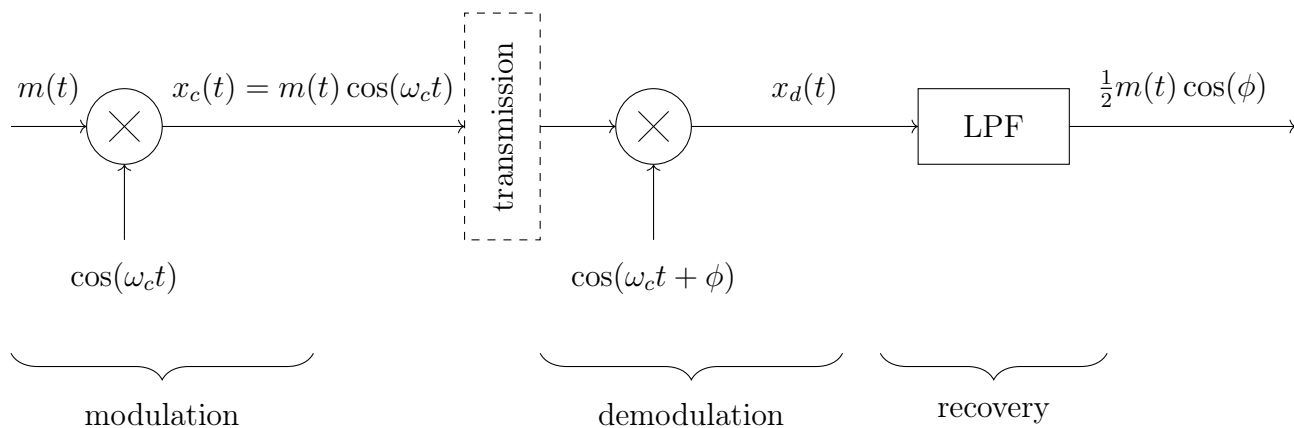 m(t)
x_c(t) = m(t) cos(ω_c t)
transmission
x_d(t)
LPF
½m(t) cos(ϕ)
cos(ω_c t)
cos(ω_c t + ϕ)
modulation
demodulation
recovery